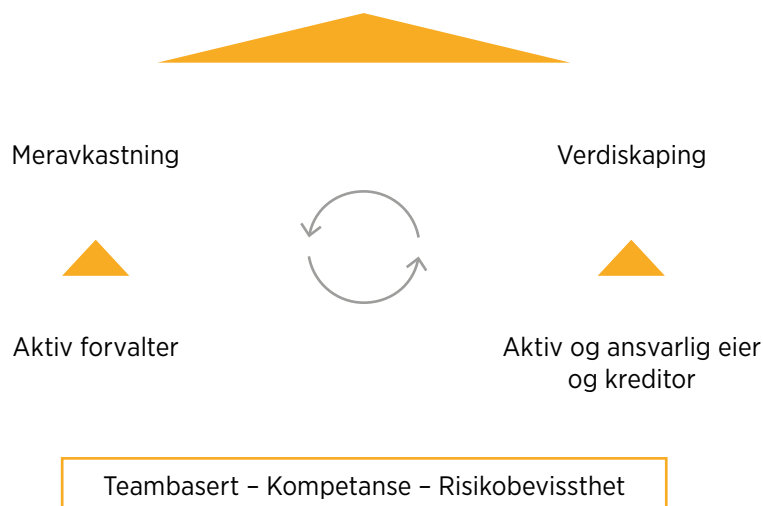 Meravkastning
Verdiskaping
Aktiv forvalter
Aktiv og ansvarlig eier
og kreditor
Teambasert – Kompetanse – Risikobevissthet